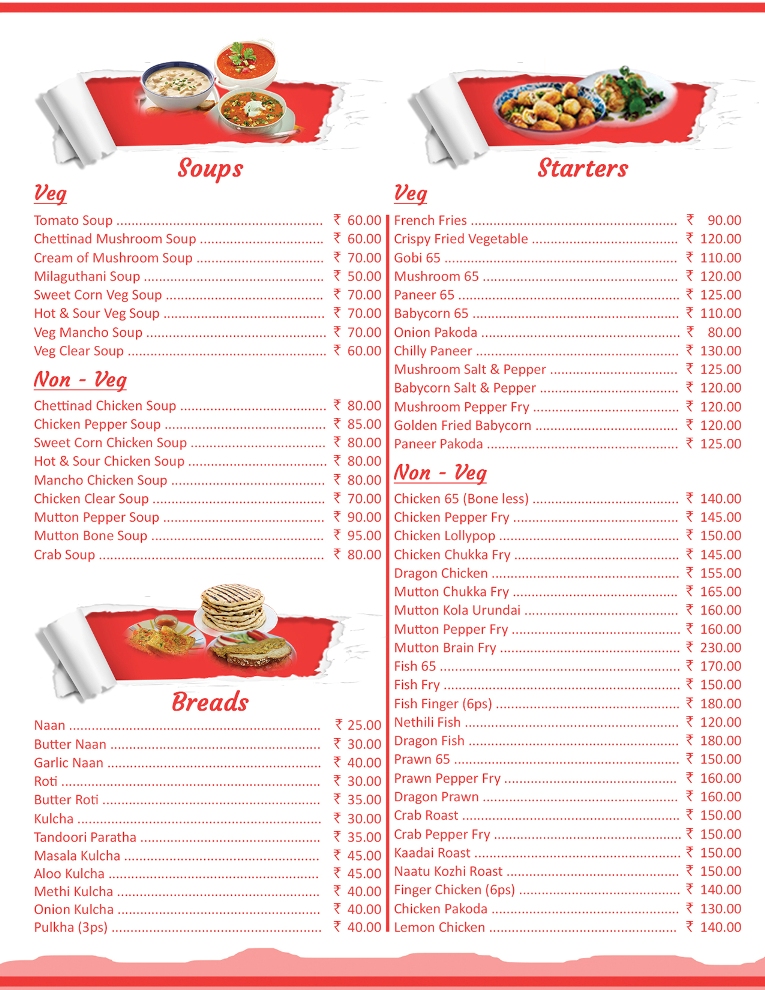 Soups
Veg
Tomato Soup ........................................................ ₹ 60.00
Chettinad Mushroom Soup .................................. ₹ 60.00
Cream of Mushroom Soup ................................... ₹ 70.00
Milaguthani Soup ................................................. ₹ 50.00
Sweet Corn Veg Soup ........................................... ₹ 70.00
Hot & Sour Veg Soup ............................................ ₹ 70.00
Veg Mancho Soup ................................................ ₹ 70.00
Veg Clear Soup ..................................................... ₹ 60.00
Non - Veg
Chettinad Chicken Soup ........................................ ₹ 80.00
Chicken Pepper Soup ............................................ ₹ 85.00
Sweet Corn Chicken Soup ..................................... ₹ 80.00
Hot & Sour Chicken Soup ...................................... ₹ 80.00
Mancho Chicken Soup .......................................... ₹ 80.00
Chicken Clear Soup ............................................... ₹ 70.00
Mutton Pepper Soup ............................................ ₹ 90.00
Mutton Bone Soup ............................................... ₹ 95.00
Crab Soup ............................................................. ₹ 80.00
Breads
Naan .................................................................... ₹ 25.00
Butter Naan ......................................................... ₹ 30.00
Garlic Naan .......................................................... ₹ 40.00
Roti ...................................................................... ₹ 30.00
Butter Roti ........................................................... ₹ 35.00
Kulcha .................................................................. ₹ 30.00
Tandoori Paratha ................................................. ₹ 35.00
Masala Kulcha ..................................................... ₹ 45.00
Aloo Kulcha ......................................................... ₹ 45.00
Methi Kulcha ....................................................... ₹ 40.00
Onion Kulcha ....................................................... ₹ 40.00
Pulkha (3ps) ......................................................... ₹ 40.00
Starters
Veg
French Fries ........................................................ ₹ 90.00
Crispy Fried Vegetable ........................................ ₹ 120.00
Gobi 65 ............................................................... ₹ 110.00
Mushroom 65 ..................................................... ₹ 120.00
Paneer 65 ............................................................ ₹ 125.00
Babycorn 65 ........................................................ ₹ 110.00
Onion Pakoda ..................................................... ₹ 80.00
Chilly Paneer ....................................................... ₹ 130.00
Mushroom Salt & Pepper ................................... ₹ 125.00
Babycorn Salt & Pepper ...................................... ₹ 120.00
Mushroom Pepper Fry ........................................ ₹ 120.00
Golden Fried Babycorn ....................................... ₹ 120.00
Paneer Pakoda .................................................... ₹ 125.00
Non - Veg
Chicken 65 (Bone less) ........................................ ₹ 140.00
Chicken Pepper Fry ............................................. ₹ 145.00
Chicken Lollypop ................................................. ₹ 150.00
Chicken Chukka Fry ............................................. ₹ 145.00
Dragon Chicken ................................................... ₹ 155.00
Mutton Chukka Fry ............................................. ₹ 165.00
Mutton Kola Urundai .......................................... ₹ 160.00
Mutton Pepper Fry ............................................. ₹ 160.00
Mutton Brain Fry ................................................. ₹ 230.00
Fish 65 ................................................................. ₹ 170.00
Fish Fry ................................................................ ₹ 150.00
Fish Finger (6ps) .................................................. ₹ 180.00
Nethili Fish .......................................................... ₹ 120.00
Dragon Fish ......................................................... ₹ 180.00
Prawn 65 ............................................................. ₹ 150.00
Prawn Pepper Fry ................................................ ₹ 160.00
Dragon Prawn ..................................................... ₹ 160.00
Crab Roast ........................................................... ₹ 150.00
Crab Pepper Fry ................................................... ₹ 150.00
Kaadai Roast ........................................................ ₹ 150.00
Naatu Kozhi Roast ............................................... ₹ 150.00
Finger Chicken (6ps) ............................................ ₹ 140.00
Chicken Pakoda ................................................... ₹ 130.00
Lemon Chicken .................................................... ₹ 140.00